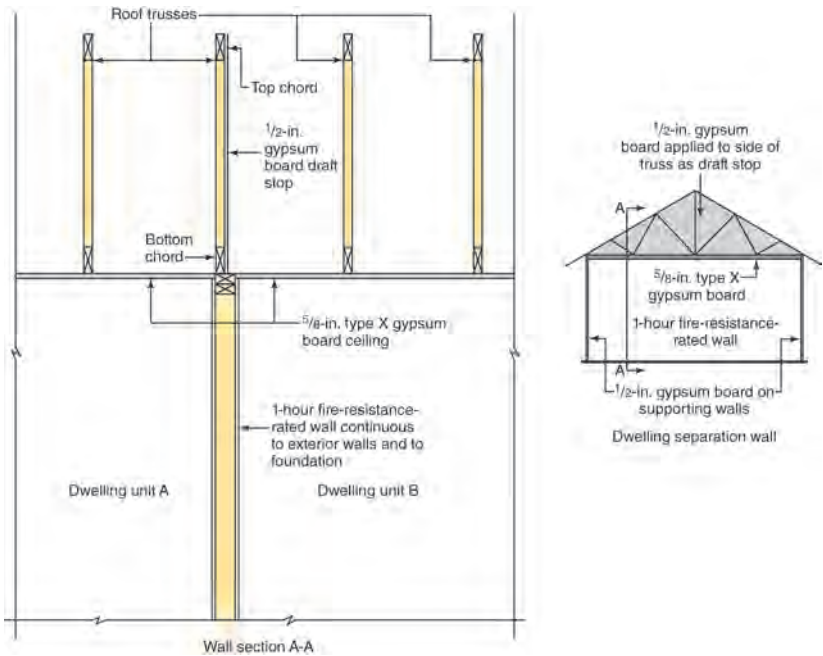 Roof trusses
Top chord
1/2-in.
gypsum
board draft
stop
Bottom
chord
5/8-in. type X gypsum
board ceiling
1-hour fire-resistance-
rated wall continuous
to exterior walls and to
foundation
Dwelling unit A
Dwelling unit B
Wall section A-A
1/2-in. gypsum
board applied to side of
truss as draft stop
A
5/8-in. type X
gypsum board
1-hour fire-resistance-
rated wall
A
1/2-in. gypsum board on
supporting walls
Dwelling separation wall